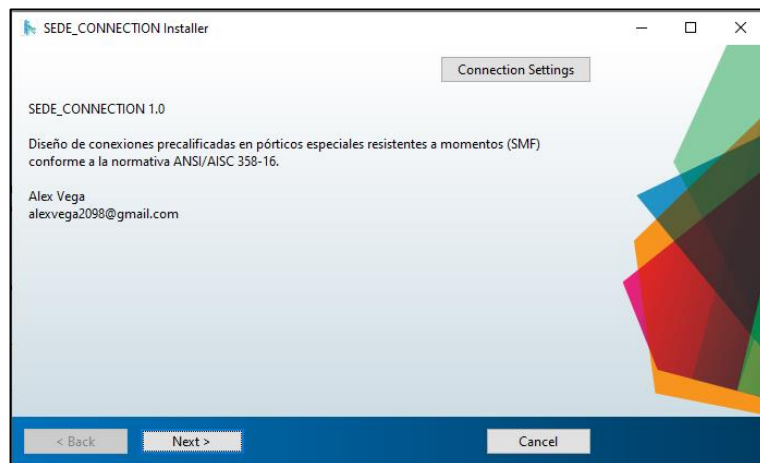 SEDE_CONNECTION Installer
Connection Settings
SEDE_CONNECTION 1.0
Diseño de conexiones precalificadas en pórticos especiales resistentes a momentos (SMF)
conforme a la normativa ANSI/AISC 358-16.
Alex Vega
alexvega2098@gmail.com
< Back
Next >
Cancel